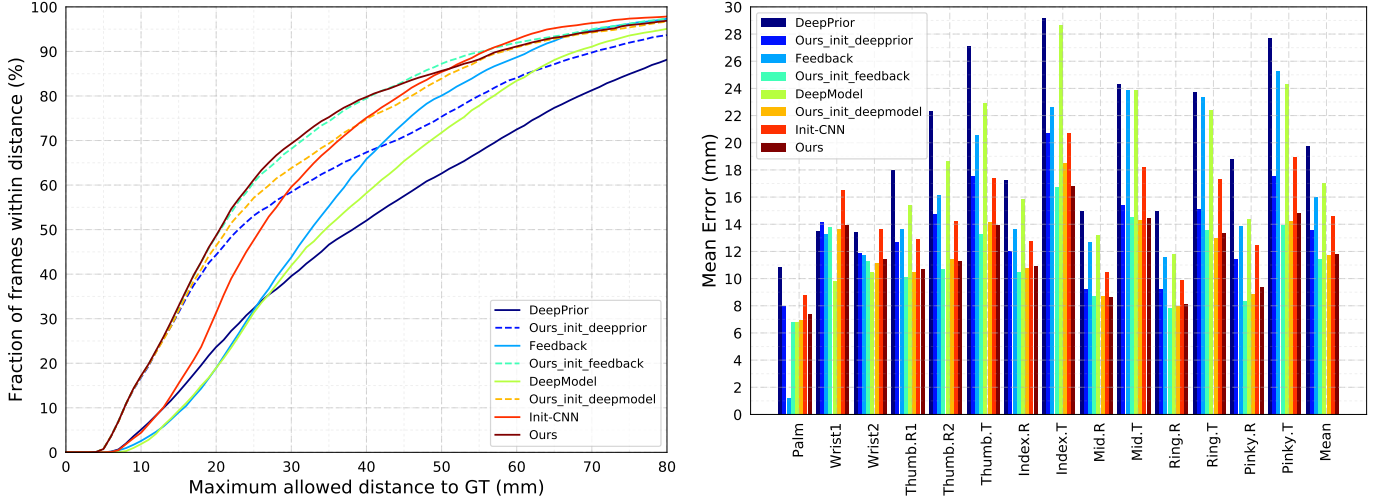 100
90
80
70
60
50
40
30
20
10
0
Fraction of frames within distance (%)
0 10 20 30 40 50 60 70 80
Maximum allowed distance to GT (mm)
DeepPrior
Ours_init_deepprior
Feedback
Ours_init_feedback
DeepModel
Ours_init_deepmodel
Init-CNN
Ours
30
28
26
24
22
20
18
16
14
12
10
8
6
4
2
0
Mean Error (mm)
DeepPrior
Ours_init_deepprior
Feedback
Ours_init_feedback
DeepModel
Ours_init_deepmodel
Init-CNN
Ours
Palm
Wrist1
Wrist2
Thumb.R1
Thumb.R2
Thumb.T
Index.R
Index.T
Mid.R
Mid.T
Ring.R
Ring.T
Pinky.R
Pinky.T
Mean